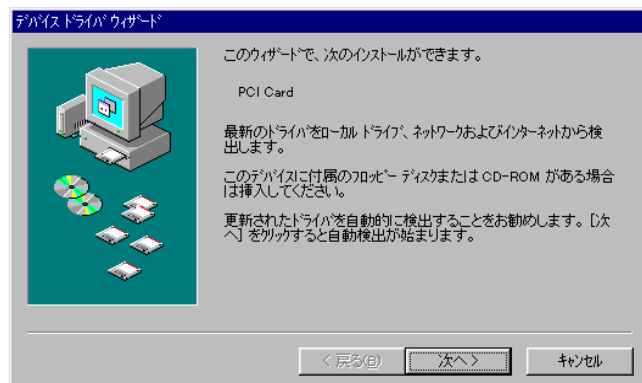 ﾃﾞﾊﾞｲｽ ﾄﾞﾗｲﾊﾞ ｳｨｻﾞｰﾄﾞ
このｳｨｻﾞｰﾄﾞで、次のｲﾝｽﾄｰﾙができます。
PCI Card
最新のﾄﾞﾗｲﾊﾞをﾛｰｶﾙ ﾄﾞﾗｲﾌﾞ、ﾈｯﾄﾜｰｸおよびｲﾝﾀｰﾈｯﾄから検
出します。
このﾃﾞﾊﾞｲｽに付属のﾌﾛｯﾋﾟｰ ﾃﾞｨｽｸまたは CD-ROM がある場合
は挿入してください。
更新されたﾄﾞﾗｲﾊﾞを自動的に検出することをお勧めします。[次
へ] をｸﾘｯｸすると自動検出が始まります。
< 戻る(B)
次へ >
ｷｬﾝｾﾙ